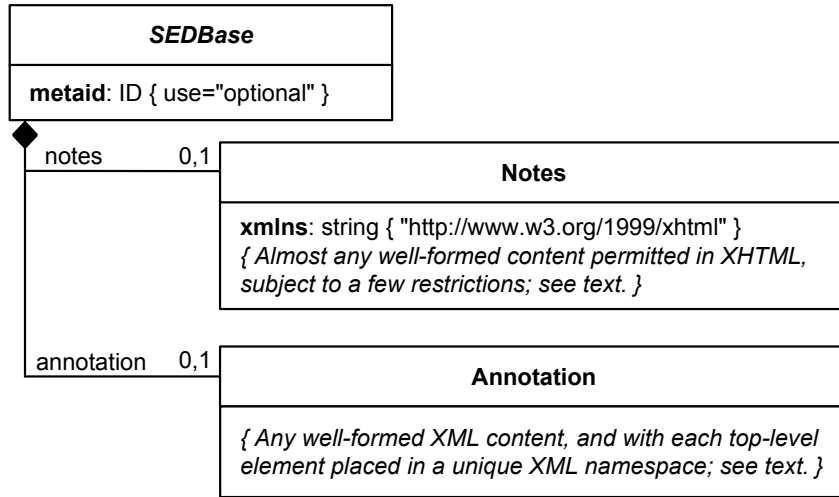 SEDBase
metaid: ID { use="optional" }
notes 0,1
Notes
xmlns: string { "http://www.w3.org/1999/xhtml" }
{ Almost any well-formed content permitted in XHTML,
subject to a few restrictions; see text. }
annotation 0,1
Annotation
{ Any well-formed XML content, and with each top-level
element placed in a unique XML namespace; see text. }